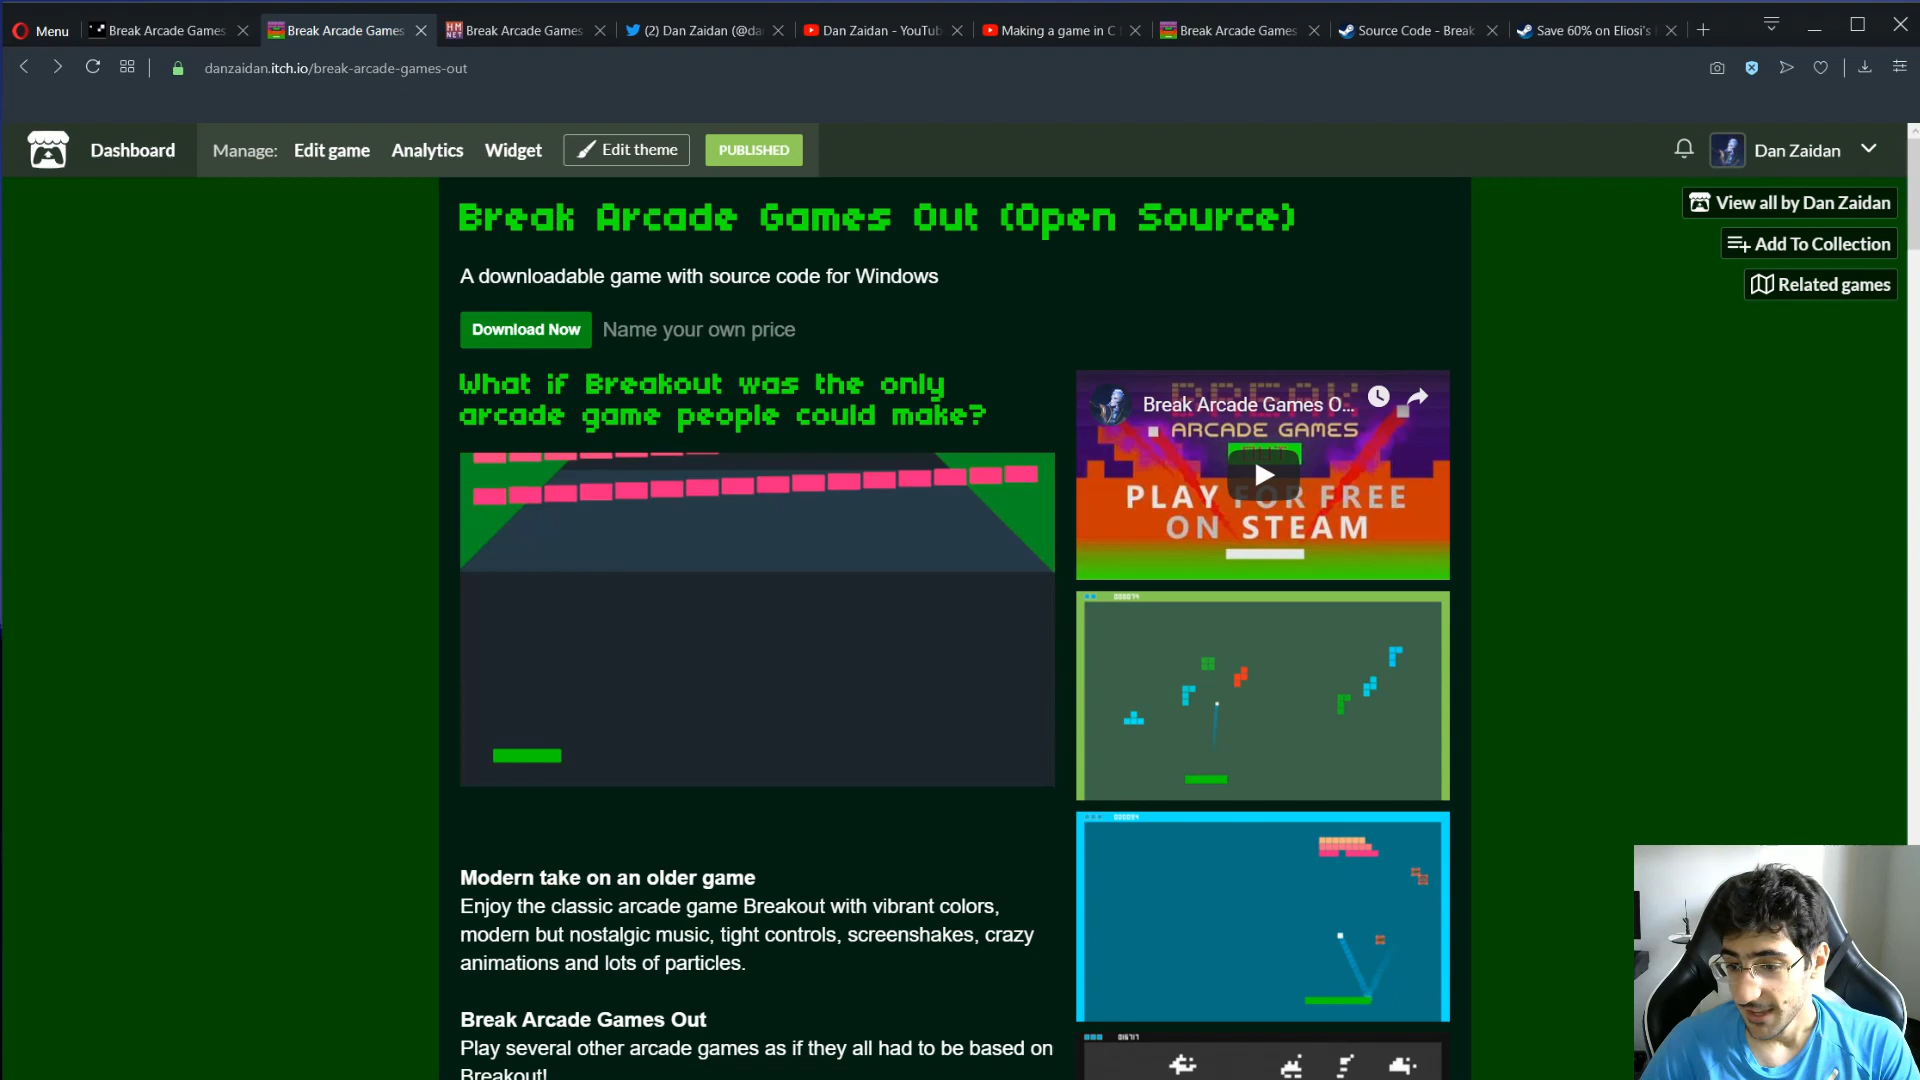 Menu
Break Arcade Games
Break Arcade Games
Break Arcade Games
(2) Dan Zaidan (@da
Dan Zaidan - YouTub
Making a game in C
Break Arcade Games
Source Code - Break
Save 60% on Eliosi's
danzaidan.itch.io/break-arcade-games-out
Dashboard
Manage:
Edit game
Analytics
Widget
Edit theme
PUBLISHED
Dan Zaidan
View all by Dan Zaidan
Add To Collection
Related games
Break Arcade Games Out (Open Source)
A downloadable game with source code for Windows
Download Now
Name your own price
What if Breakout was the only
arcade game people could make?
Break Arcade Games O...
BREAK
ARCADE GAMES
PLAY FOR FREE
ON STEAM
Modern take on an older game
Enjoy the classic arcade game Breakout with vibrant colors,
modern but nostalgic music, tight controls, screenshakes, crazy
animations and lots of particles.
Break Arcade Games Out
Play several other arcade games as if they all had to be based on
Breakout!